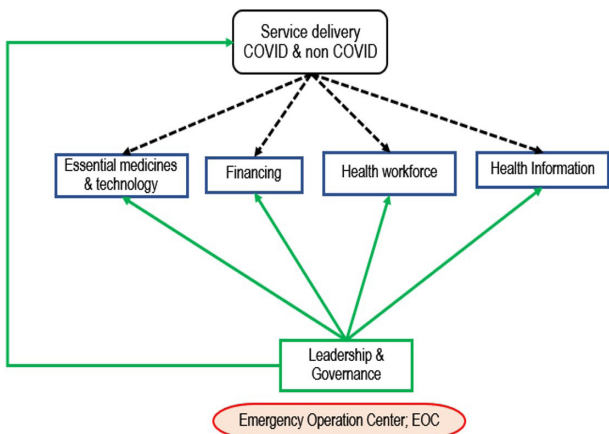 Service delivery
COVID & non COVID
Essential medicines
& technology
Financing
Health workforce
Health Information
Leadership &
Governance
Emergency Operation Center; EOC